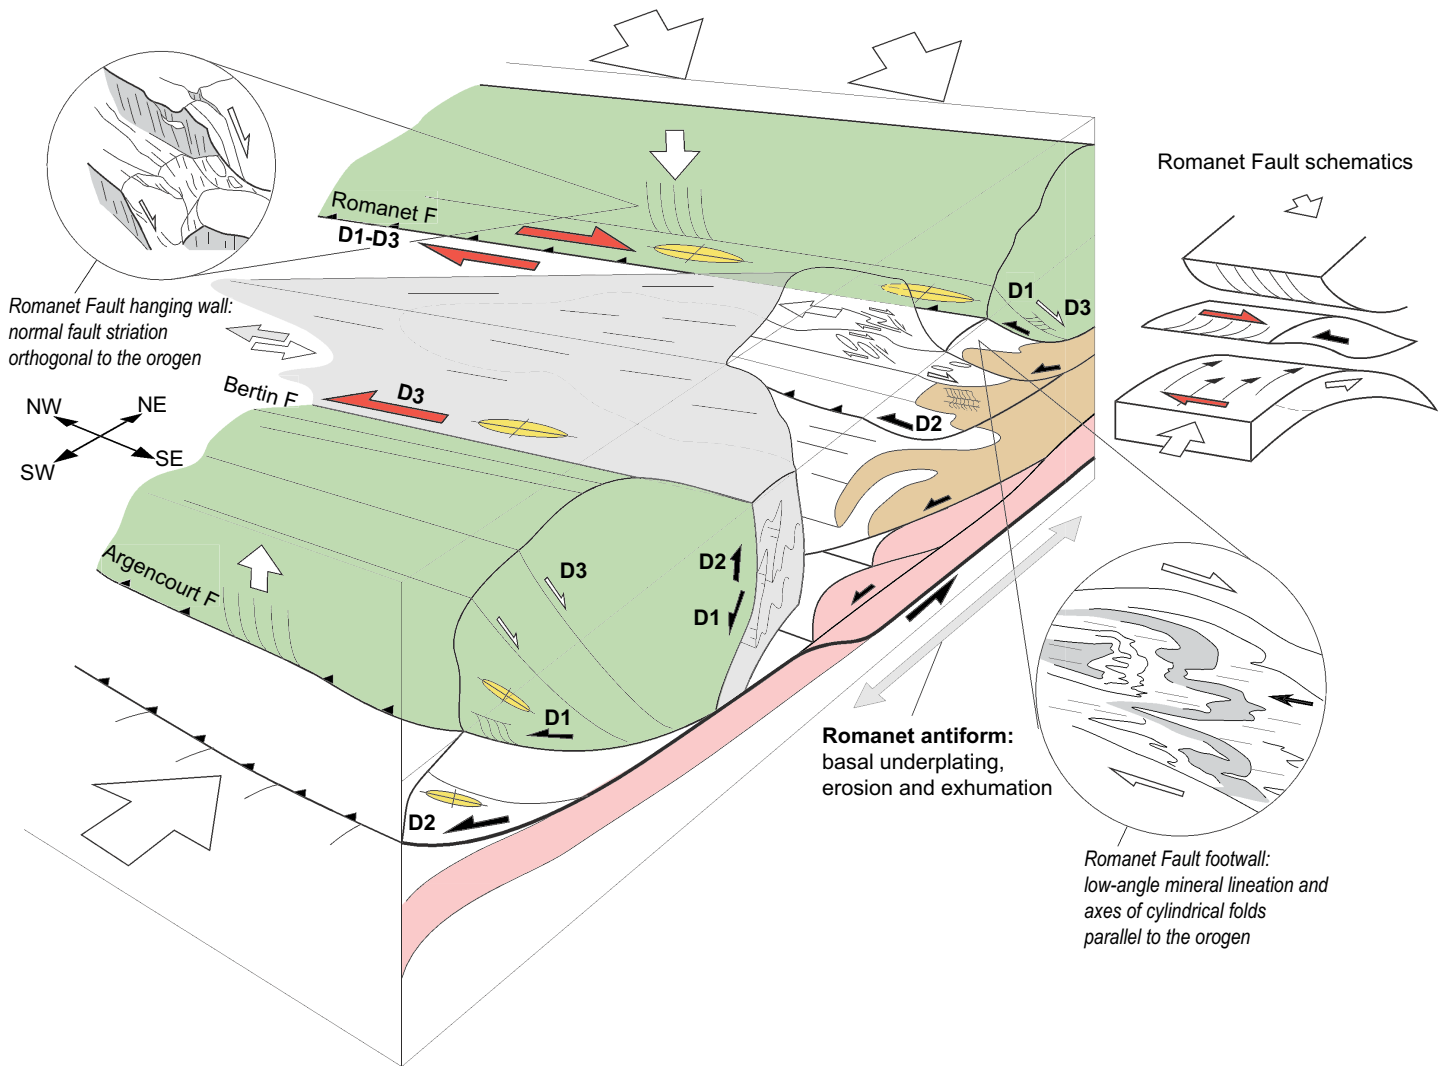 Romanet Fault schematics
Romanet F
D1-D3
D1
D3
Romanet Fault hanging wall:
normal fault striation
orthogonal to the orogen
Bertin F
D3
D2
NW
NE
SW
SE
Argencourt F
D3
D2
D1
D1
D2
Romanet antiform:
basal underplating,
erosion and exhumation
Romanet Fault footwall:
low-angle mineral lineation and
axes of cylindrical folds
parallel to the orogen